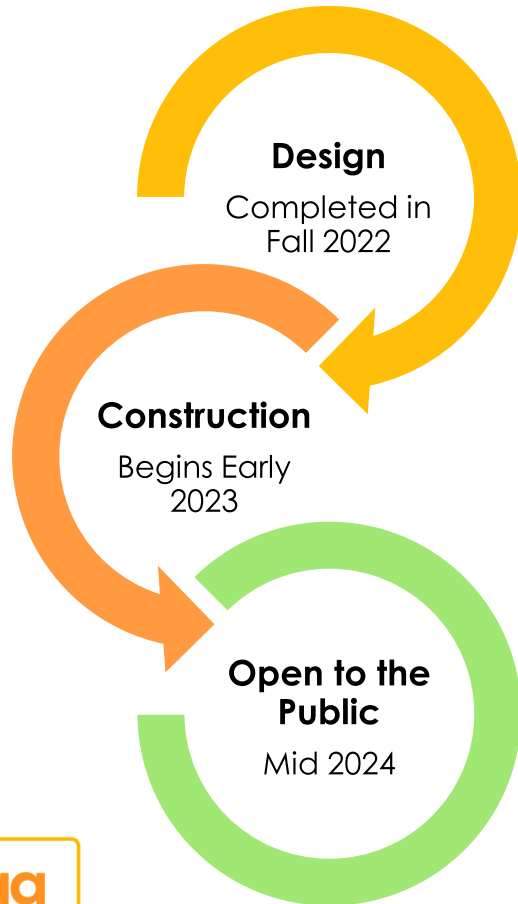 Design
Completed in
Fall 2022
Construction
Begins Early
2023
Open to the
Public
Mid 2024